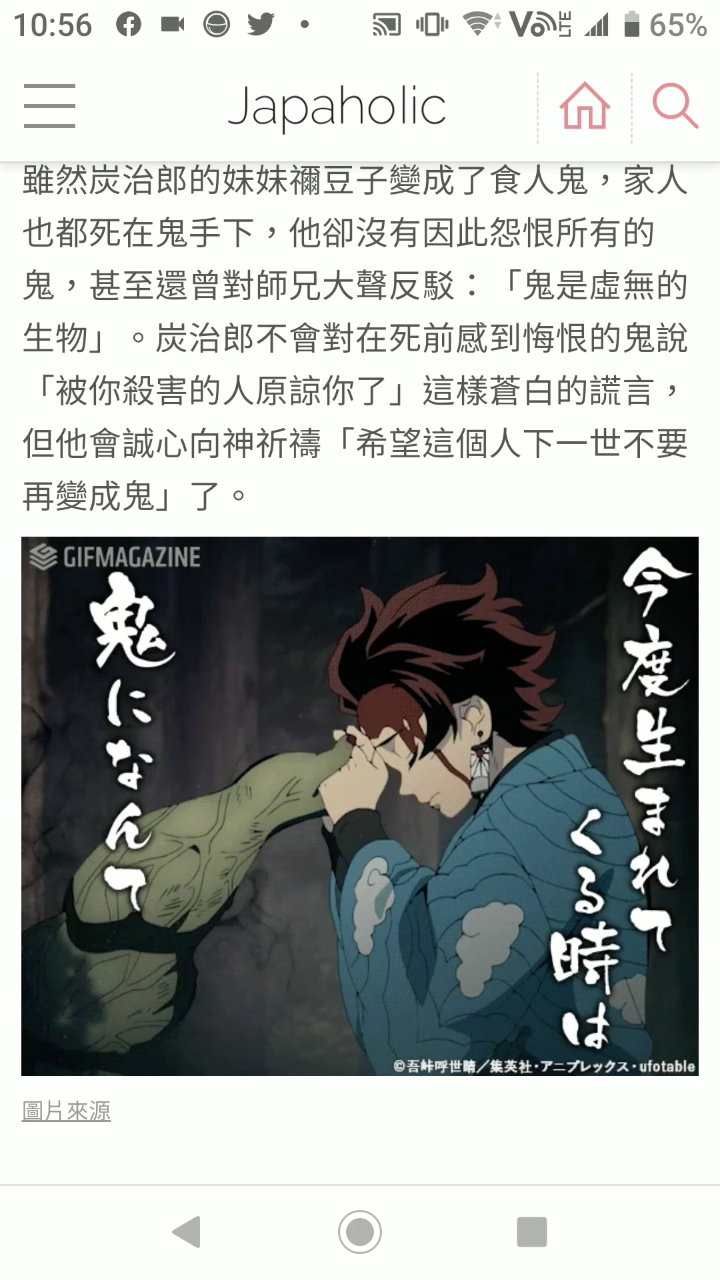 10:56
VoLTE
65%
Japaholic
雖然炭治郎的妹妹禰豆子變成了食人鬼，家人
也都死在鬼手下，他卻沒有因此怨恨所有的
鬼，甚至還曾對師兄大聲反駁：「鬼是虛無的
生物」。炭治郎不會對在死前感到悔恨的鬼說
「被你殺害的人原諒你了」這樣蒼白的謊言，
但他會誠心向神祈禱「希望這個人下一世不要
再變成鬼」了。
GIFMAGAZINE
今度生まれて
くる時は
鬼になんて
©吾峠呼世晴／集英社・アニプレックス・ufotable
圖片來源